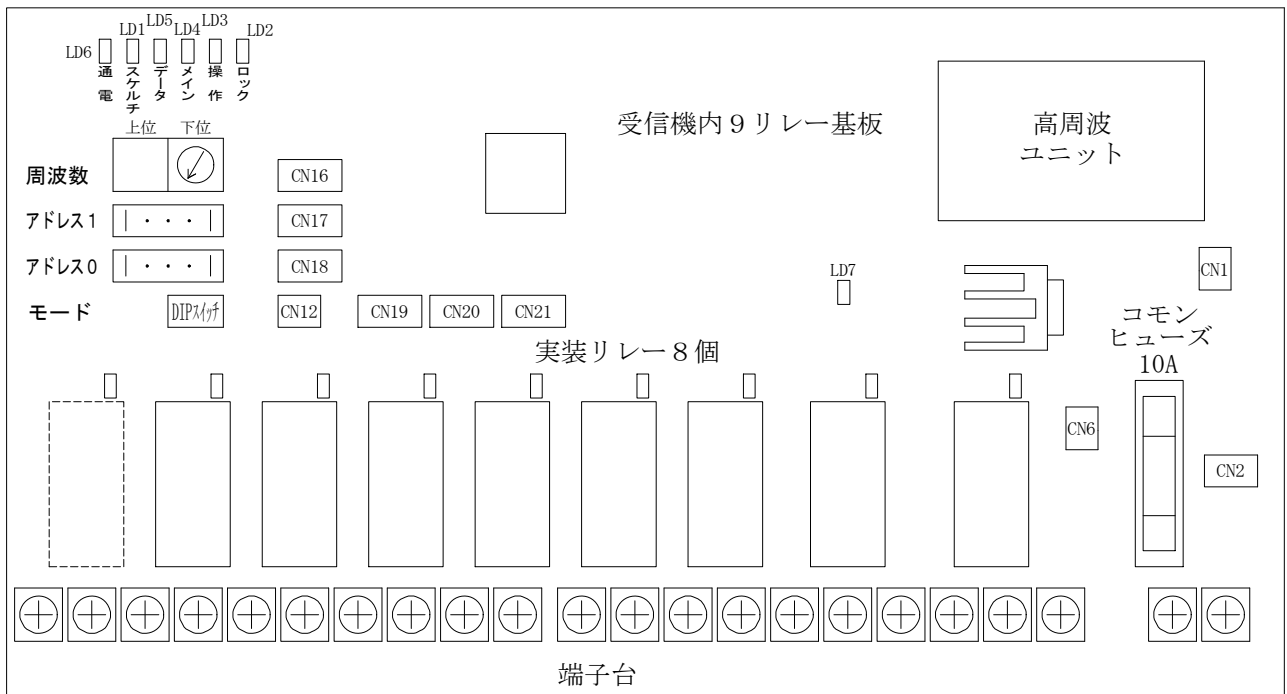 LD6 LD1 LD5 LD4 LD3 LD2
通電 スケルチ データ メイン 操作 ロック
上位 下位
受信機内9リレー基板
高周波
ユニット
周波数 CN16
アドレス1 CN17
アドレス0 CN18
LD7
CN1
モード DIPスイッチ CN12 CN19 CN20 CN21
コモン
ヒューズ
10A
実装リレー8個
CN6
CN2
端子台